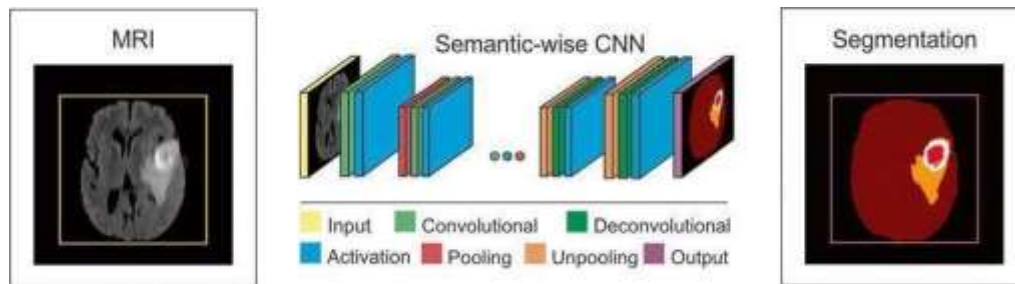 MRI
Semantic-wise CNN
Segmentation
Input
Convolutional
Deconvolutional
Activation
Pooling
Unpooling
Output